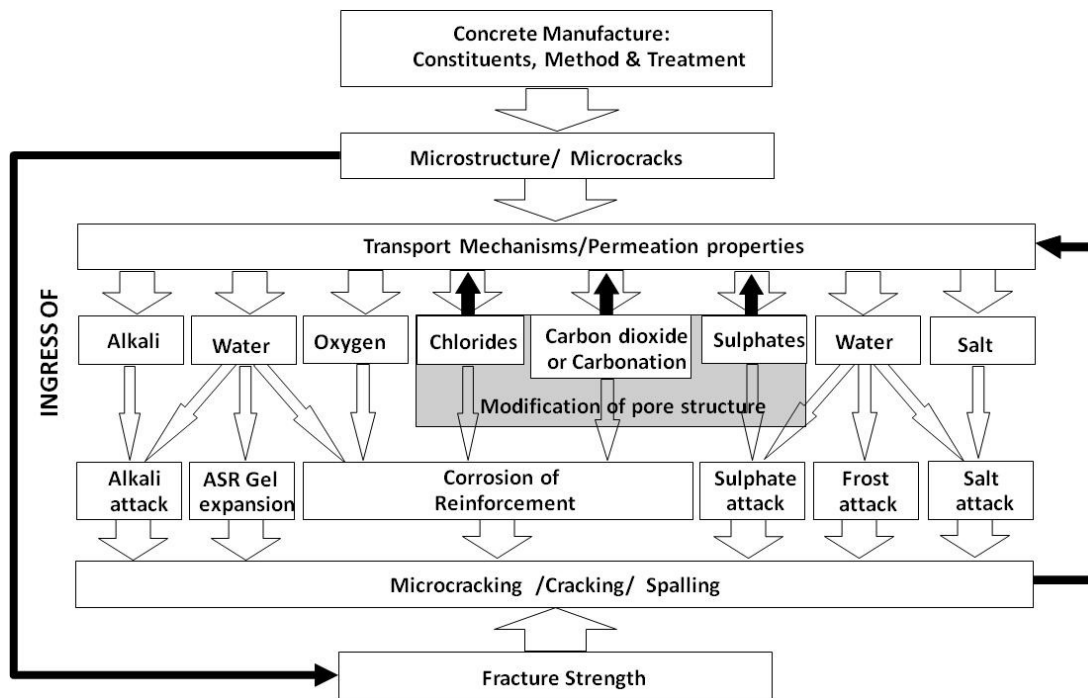 Concrete Manufacture:
Constituents, Method & Treatment
Microstructure/ Microcracks
Transport Mechanisms/Permeation properties
INGRESS OF
Alkali
Water
Oxygen
Chlorides
Carbon dioxide
or Carbonation
Sulphates
Water
Salt
Modification of pore structure
Alkali
attack
ASR Gel
expansion
Corrosion of
Reinforcement
Sulphate
attack
Frost
attack
Salt
attack
Microcracking /Cracking/ Spalling
Fracture Strength